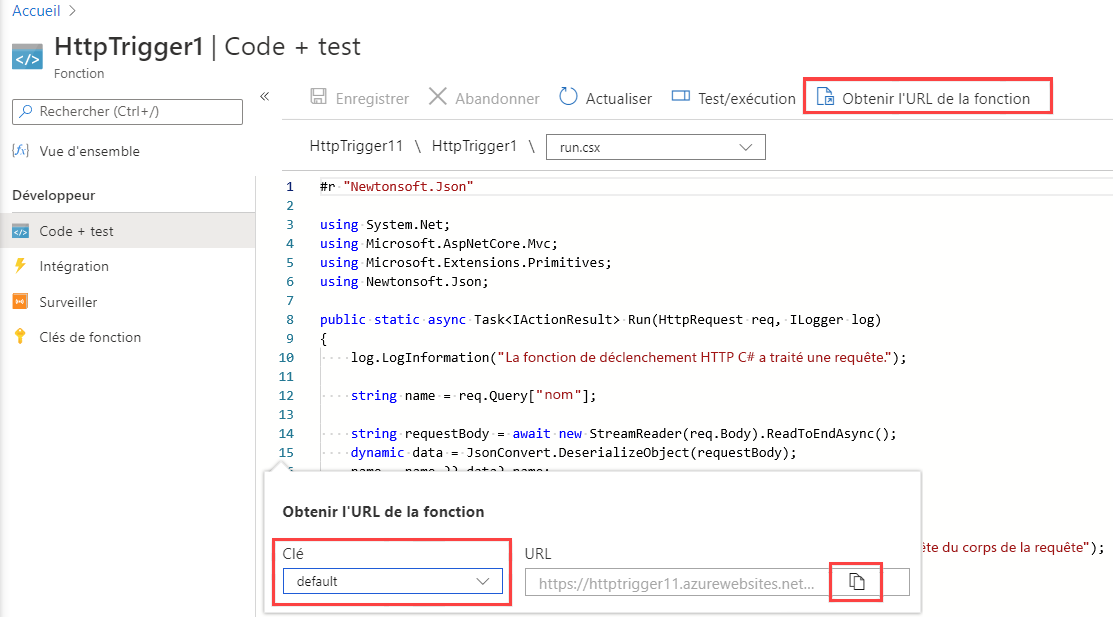 Accueil >
HttpTrigger1 | Code + test
Fonction
Rechercher (Ctrl+/)
«
Vue d'ensemble
Développeur
Code + test
Intégration
Surveiller
Clés de fonction
Enregistrer Abandonner Actualiser Test/exécution Obtenir l'URL de la fonction
HttpTrigger11 \ HttpTrigger1 \ run.csx
1 #r "Newtonsoft.Json"
2
3 using System.Net;
4 using Microsoft.AspNetCore.Mvc;
5 using Microsoft.Extensions.Primitives;
6 using Newtonsoft.Json;
7
8 public static async Task<IActionResult> Run(HttpRequest req, ILogger log)
9 {
10 log.LogInformation("La fonction de déclenchement HTTP C# a traité une requête.");
11
12 string name = req.Query["nom"];
13
14 string requestBody = await new StreamReader(req.Body).ReadToEndAsync();
15 dynamic data = JsonConvert.DeserializeObject(requestBody);
name = name ?? data?.name;
du corps de la requête");
Obtenir l'URL de la fonction
Clé
default
URL
https://httptrigger11.azurewebsites.net...